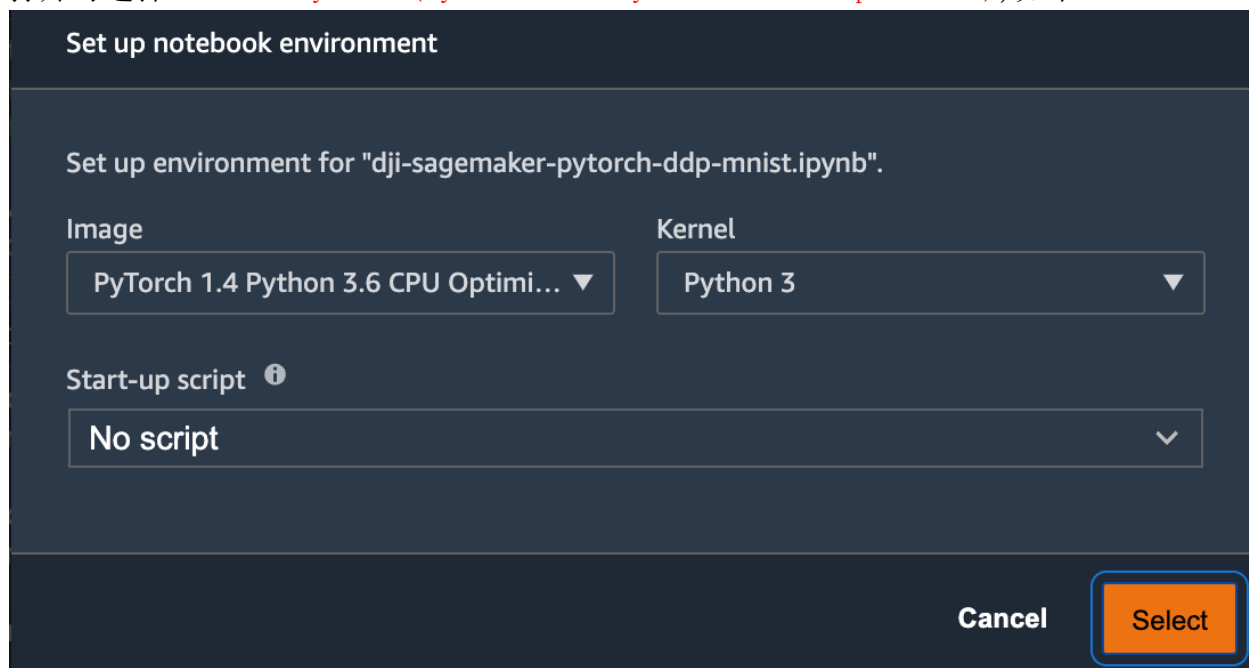 Set up notebook environment
Set up environment for "dji-sagemaker-pytorch-ddp-mnist.ipynb".
Image
Kernel
PyTorch 1.4 Python 3.6 CPU Optimi...
Python 3
Start-up script
No script
Cancel
Select